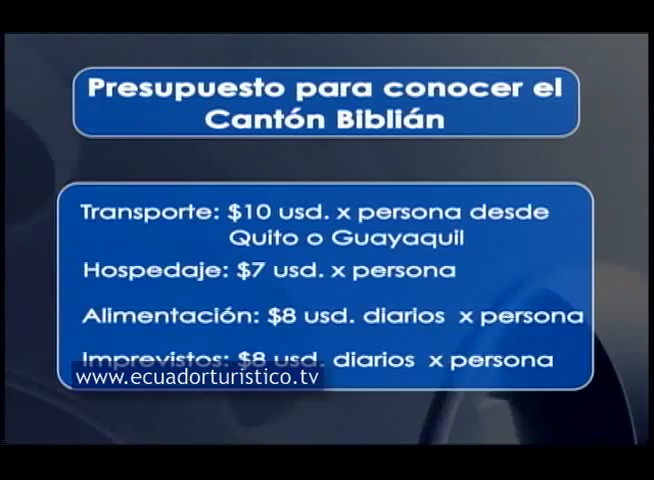 Presupuesto para conocer el
Cantón Biblián
Transporte: $10 usd. x persona desde
Quito o Guayaquil
Hospedaje: $7 usd. x persona
Alimentación: $8 usd. diarios x persona
Imprevistos: $8 usd. diarios x persona
www.ecuadorturistico.tv